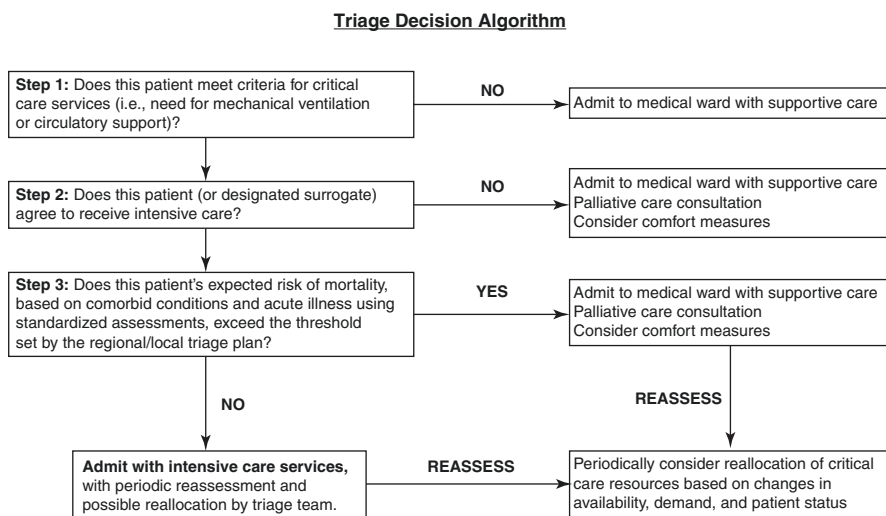 Triage Decision Algorithm
Step 1: Does this patient meet criteria for critical
care services (i.e., need for mechanical ventilation
or circulatory support)?
NO
Admit to medical ward with supportive care
Step 2: Does this patient (or designated surrogate)
agree to receive intensive care?
NO
Admit to medical ward with supportive care
Palliative care consultation
Consider comfort measures
Step 3: Does this patient's expected risk of mortality,
based on comorbid conditions and acute illness using
standardized assessments, exceed the threshold
set by the regional/local triage plan?
YES
Admit to medical ward with supportive care
Palliative care consultation
Consider comfort measures
NO
REASSESS
Admit with intensive care services,
with periodic reassessment and
possible reallocation by triage team.
REASSESS
Periodically consider reallocation of critical
care resources based on changes in
availability, demand, and patient status